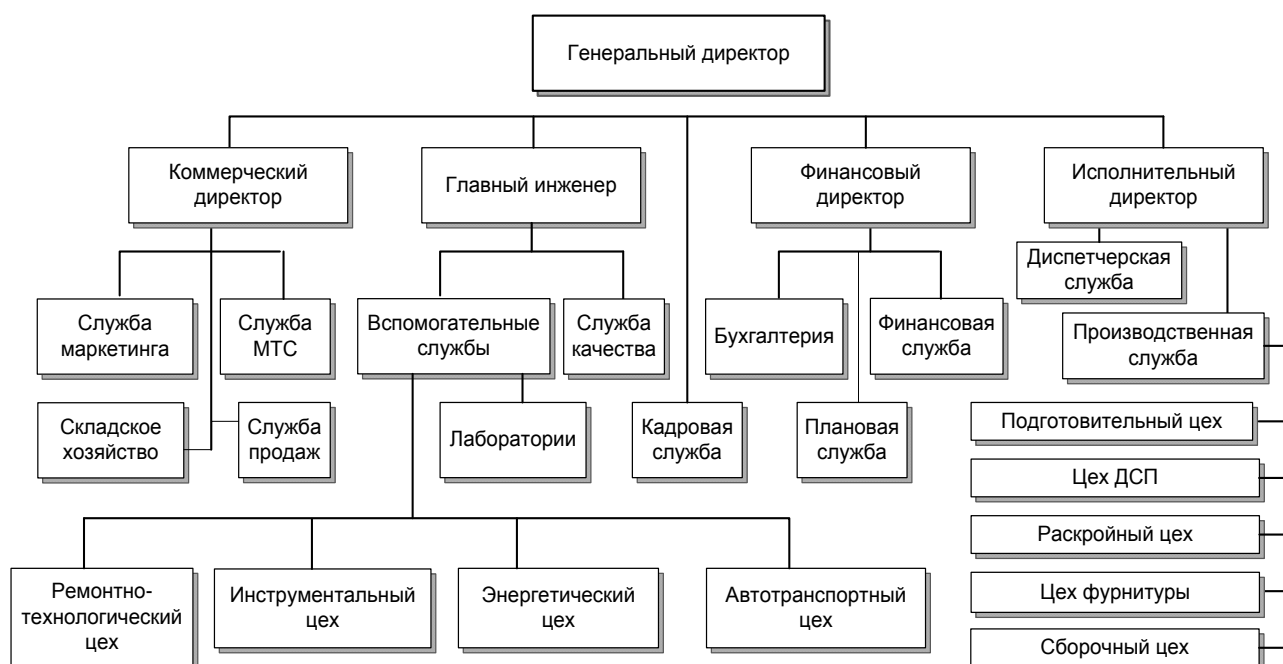 Генеральный директор
Коммерческий
директор
Главный инженер
Финансовый
директор
Исполнительный
директор
Диспетчерская
служба
Служба
маркетинга
Служба
МТС
Вспомогательные
службы
Служба
качества
Бухгалтерия
Финансовая
служба
Производственная
служба
Складское
хозяйство
Служба
продаж
Лаборатории
Кадровая
служба
Плановая
служба
Подготовительный цех
Цех ДСП
Раскройный цех
Цех фурнитуры
Сборочный цех
Ремонтно-
технологический
цех
Инструментальный
цех
Энергетический
цех
Автотранспортный
цех